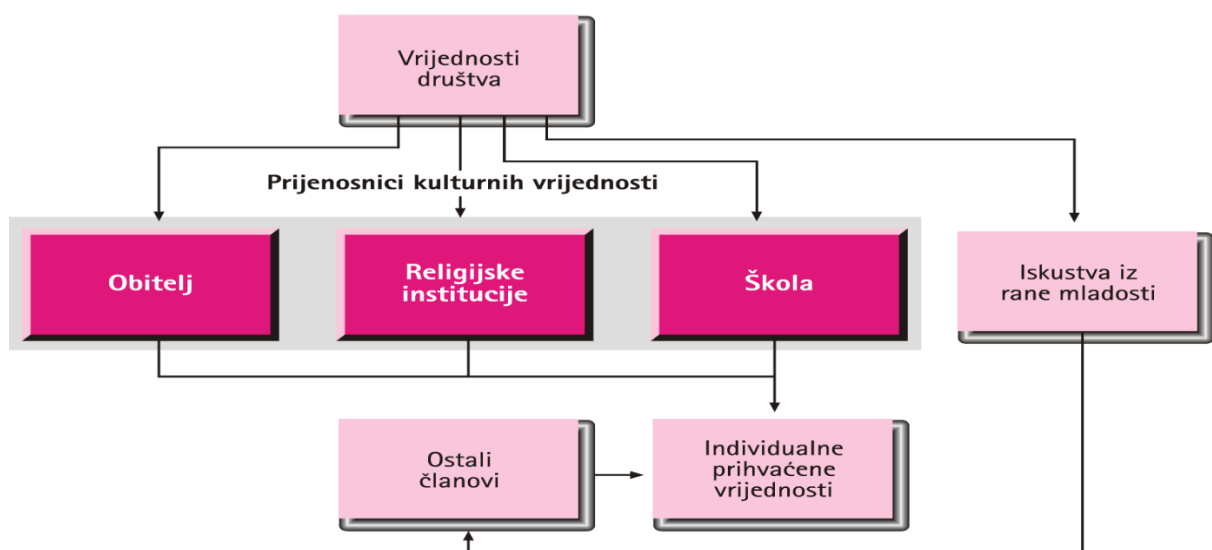 Vrijednosti
društva
Prijenosnici kulturnih vrijednosti
Obitelj
Religijske
institucije
Škola
Iskustva iz
rane mladosti
Ostali
članovi
Individualne
prihvaćene
vrijednosti